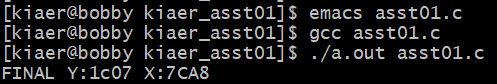 [kiaer@bobby kiaer_asst01]$ emacs asst01.c
[kiaer@bobby kiaer_asst01]$ gcc asst01.c
[kiaer@bobby kiaer_asst01]$ ./a.out asst01.c
FINAL Y:1c07 X:7CA8